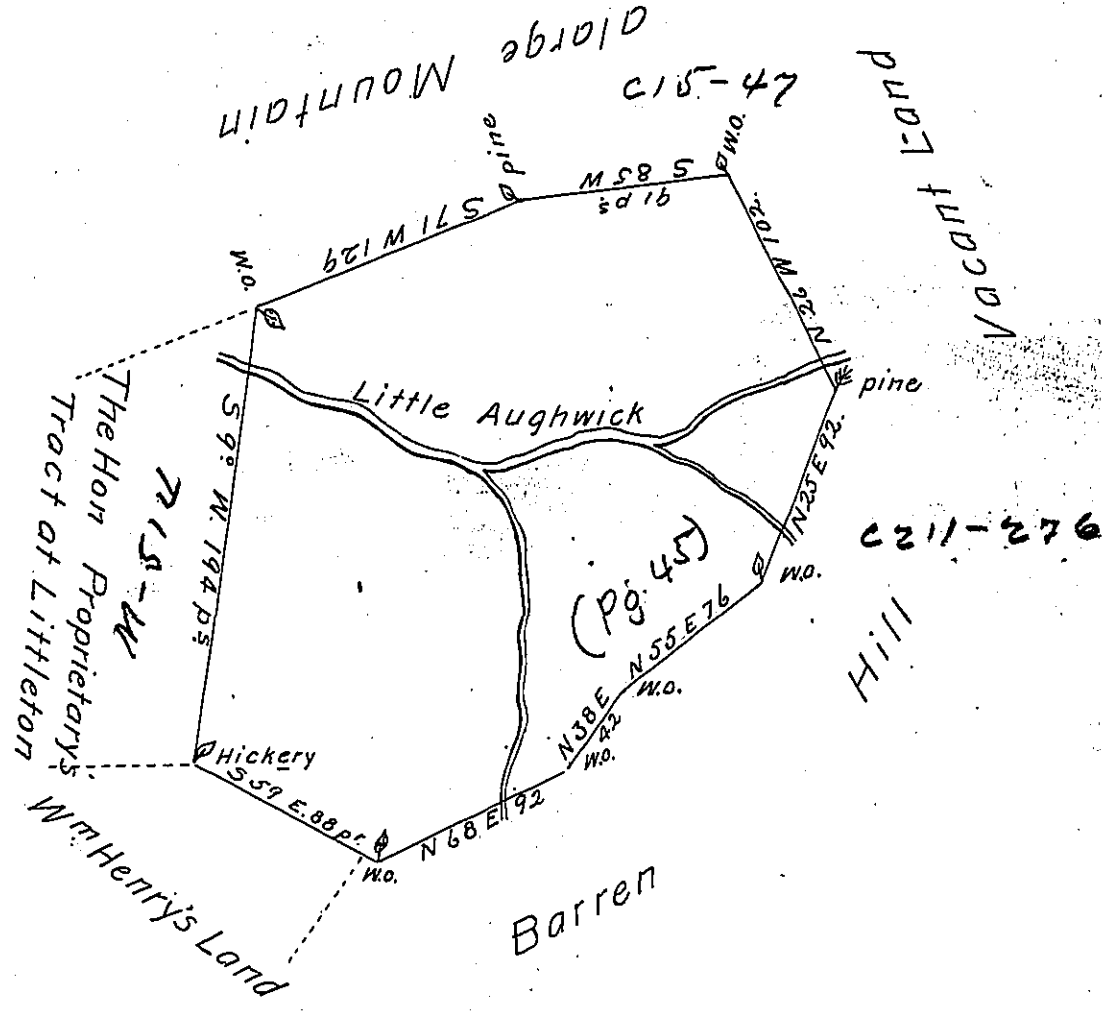 a large Mountain
C15-47
Vacant Land
W.O.
pine
S 85 W
91 ps
S 71 W 129
W.O.
N 26 W 102.
pine
N 25 E 92.
C211-276
W.O.
Hill
Little Aughwick
(pg. 45)
N 55 E 76
W.O.
N 38 E
42
W.O.
S 9° W. 194 ps
The Hon Proprietarys
Tract at Littleton
Hickery
S 59 E. 88 pr.
W.O.
N 68 E 92
Barren
Wm Henry's Land